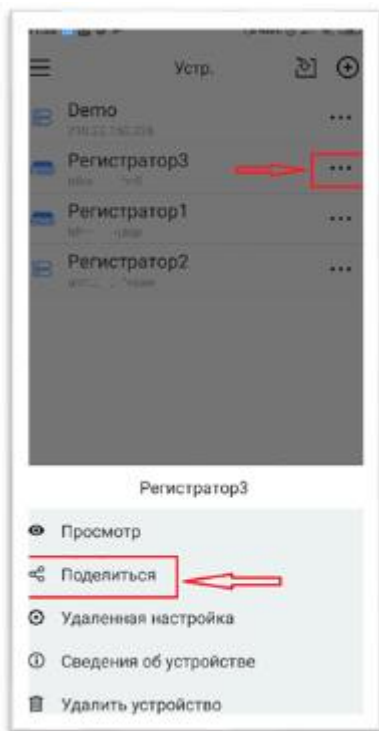 Устр.
Demo
Регистратор3
Регистратор1
Регистратор2
Регистратор3
Просмотр
Поделиться
Удаленная настройка
Сведения об устройстве
Удалить устройство